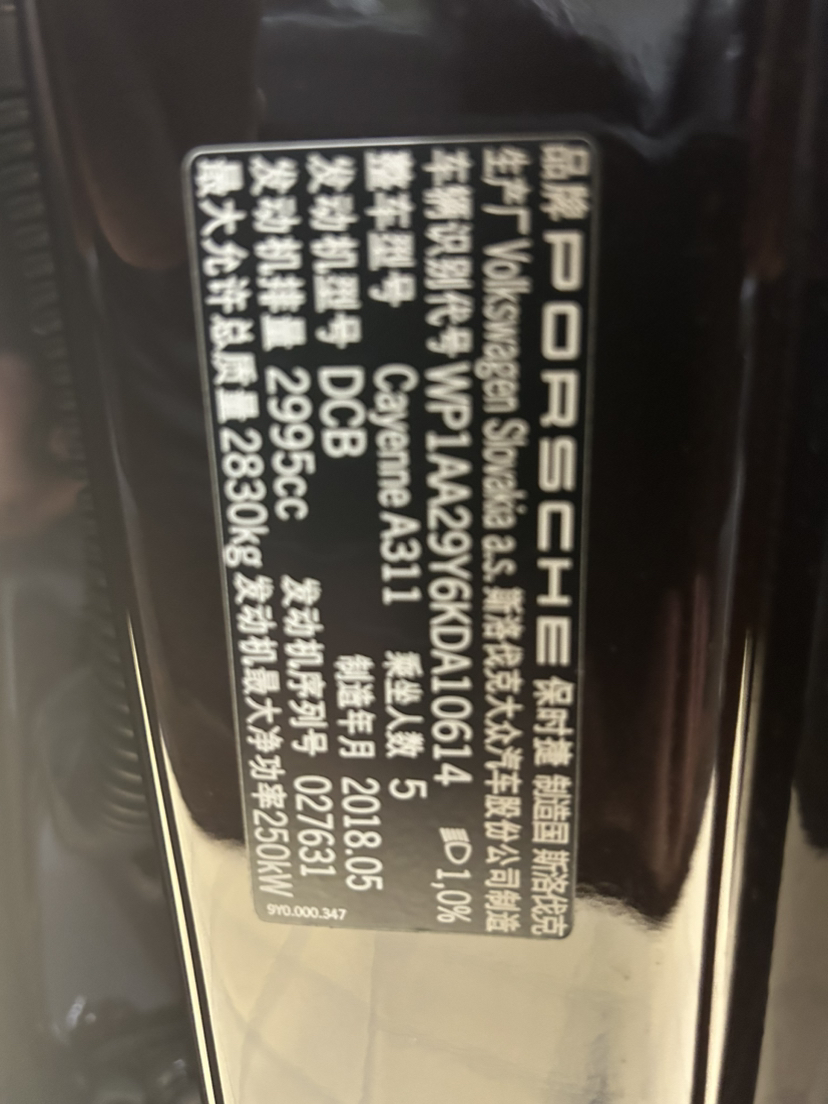 品牌 PORSCHE 保时捷 制造国 斯洛伐克
生产厂 Volkswagen Slovakia a.s. 斯洛伐克大众汽车股份公司制造
车辆识别代号 WP1AA29Y6KDA10614 1,0%
整车型号 Cayenne A311 乘坐人数 5
发动机型号 DCB 制造年月 2018.05
发动机排量 2995cc 发动机序列号 027631
最大允许总质量 2830kg 发动机最大净功率250kW
9Y0.000.347